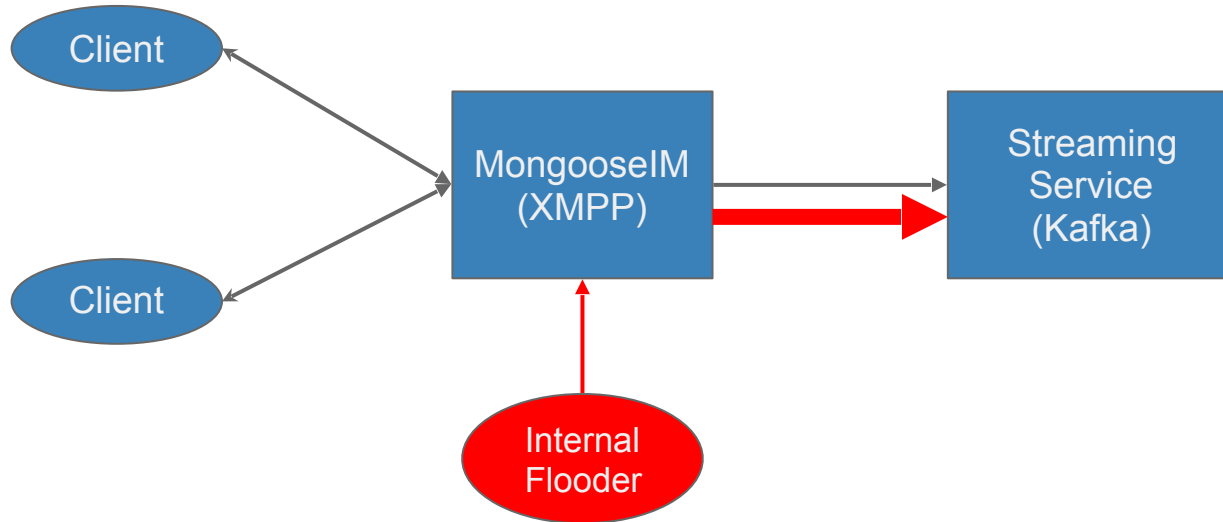 Client
MongooseIM
(XMPP)
Streaming
Service
(Kafka)
Client
Internal
Flooder